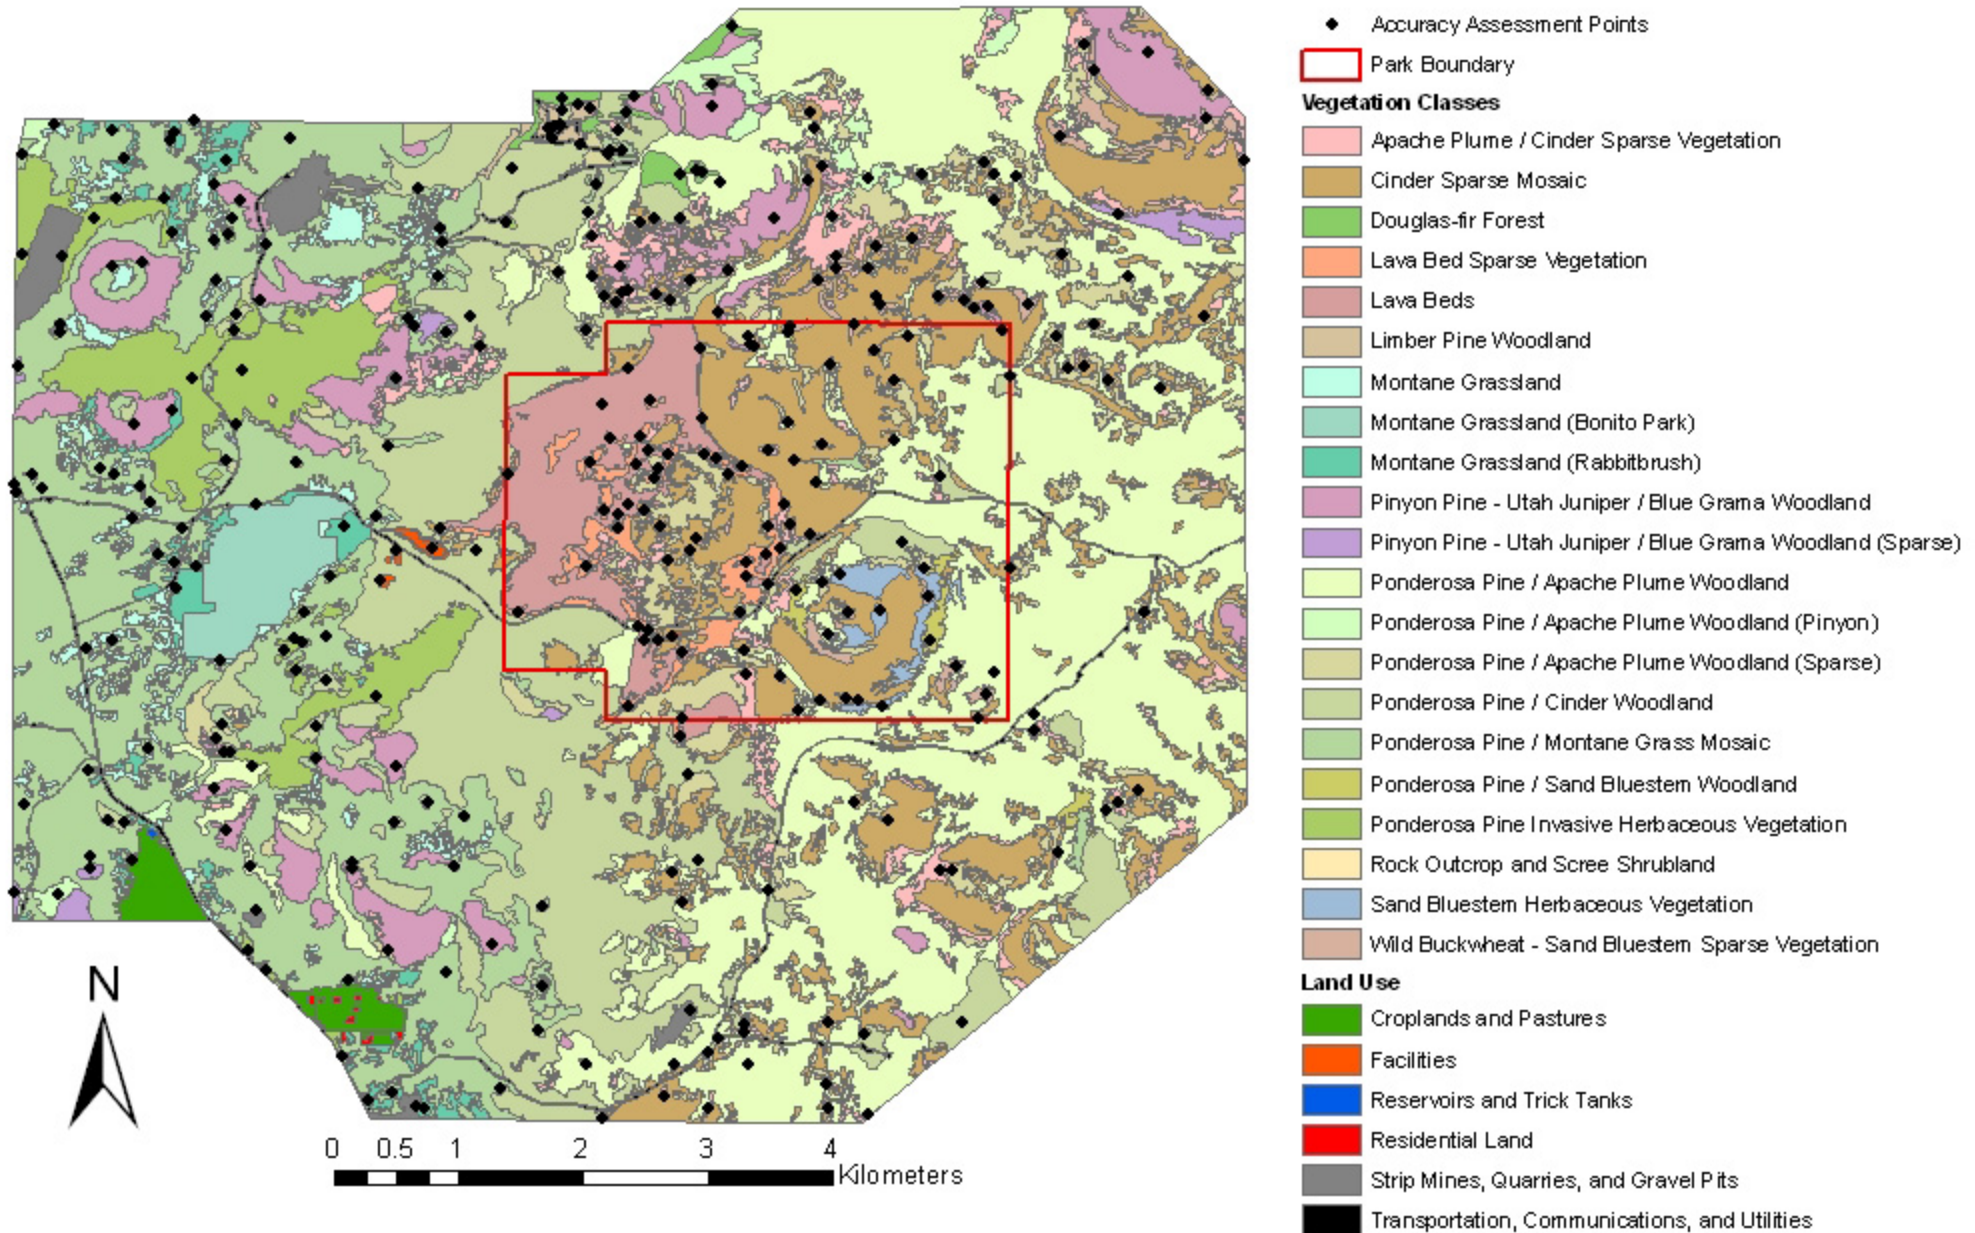 Accuracy Assessment Points
Park Boundary
Vegetation Classes
Apache Plume / Cinder Sparse Vegetation
Cinder Sparse Mosaic
Douglas-fir Forest
Lava Bed Sparse Vegetation
Lava Beds
Limber Pine Woodland
Montane Grassland
Montane Grassland (Bonito Park)
Montane Grassland (Rabbitbrush)
Pinyon Pine - Utah Juniper / Blue Grama Woodland
Pinyon Pine - Utah Juniper / Blue Grama Woodland (Sparse)
Ponderosa Pine / Apache Plume Woodland
Ponderosa Pine / Apache Plume Woodland (Pinyon)
Ponderosa Pine / Apache Plume Woodland (Sparse)
Ponderosa Pine / Cinder Woodland
Ponderosa Pine / Montane Grass Mosaic
Ponderosa Pine / Sand Bluestem Woodland
Ponderosa Pine Invasive Herbaceous Vegetation
Rock Outcrop and Scree Shrubland
Sand Bluestem Herbaceous Vegetation
Wild Buckwheat - Sand Bluestem Sparse Vegetation
Land Use
Croplands and Pastures
Facilities
Reservoirs and Trick Tanks
Residential Land
Strip Mines, Quarries, and Gravel Pits
Transportation, Communications, and Utilities
N
0 0.5 1 2 3 4
Kilometers